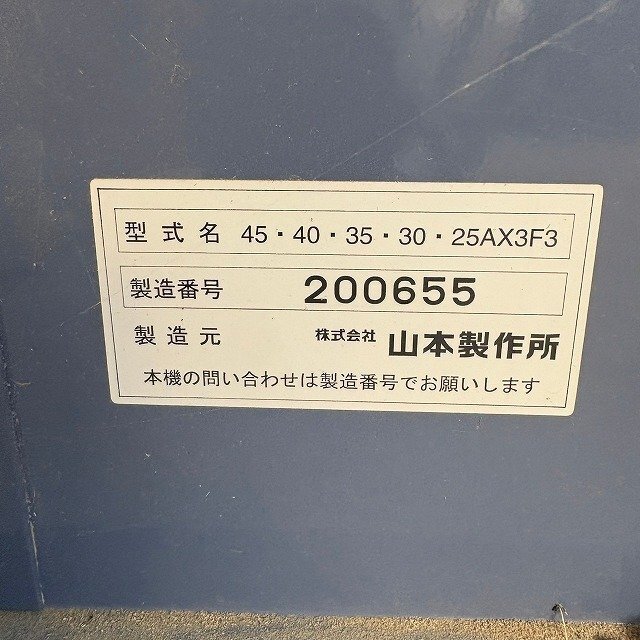 型式名 45・40・35・30・25AX3F3
製造番号 200655
製造元 株式会社 山本製作所
本機の問い合わせは製造番号でお願いします